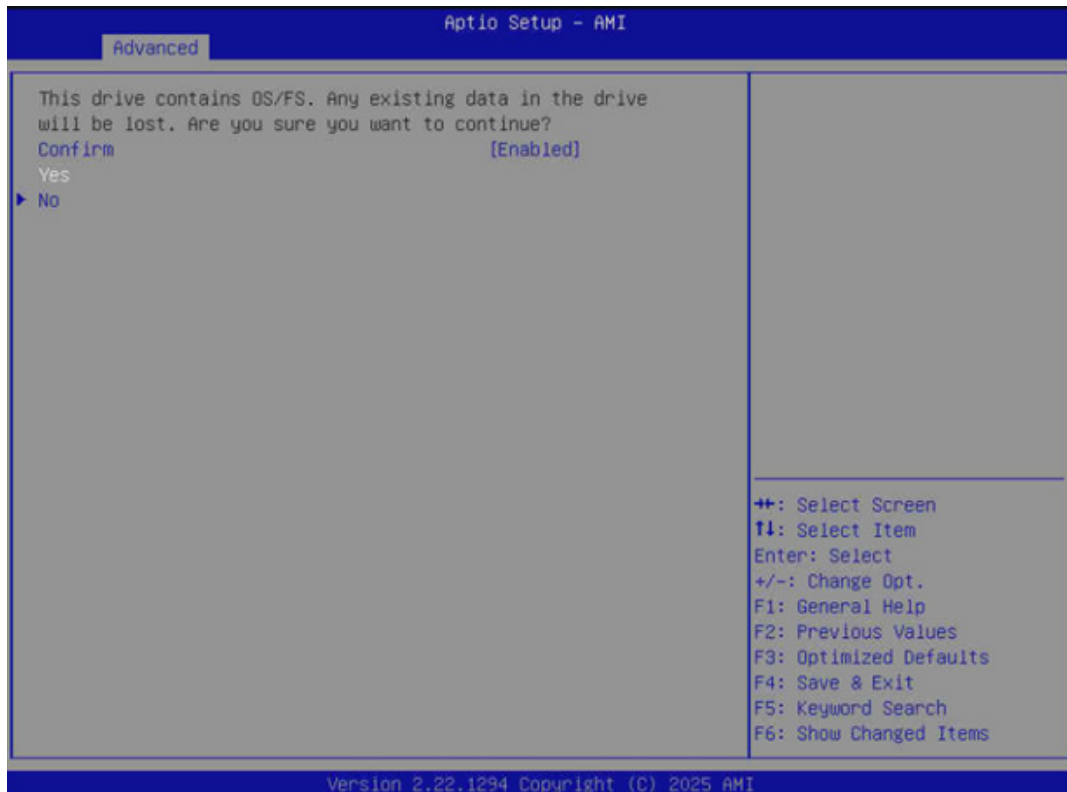 Aptio Setup - AMI
Advanced
This drive contains OS/FS. Any existing data in the drive
will be lost. Are you sure you want to continue?
Confirm [Enabled]
Yes
No
: Select Screen
↑↓: Select Item
Enter: Select
+/-: Change Opt.
F1: General Help
F2: Previous Values
F3: Optimized Defaults
F4: Save & Exit
F5: Keyword Search
F6: Show Changed Items
Version 2.22.1294 Copyright (C) 2025 AMI